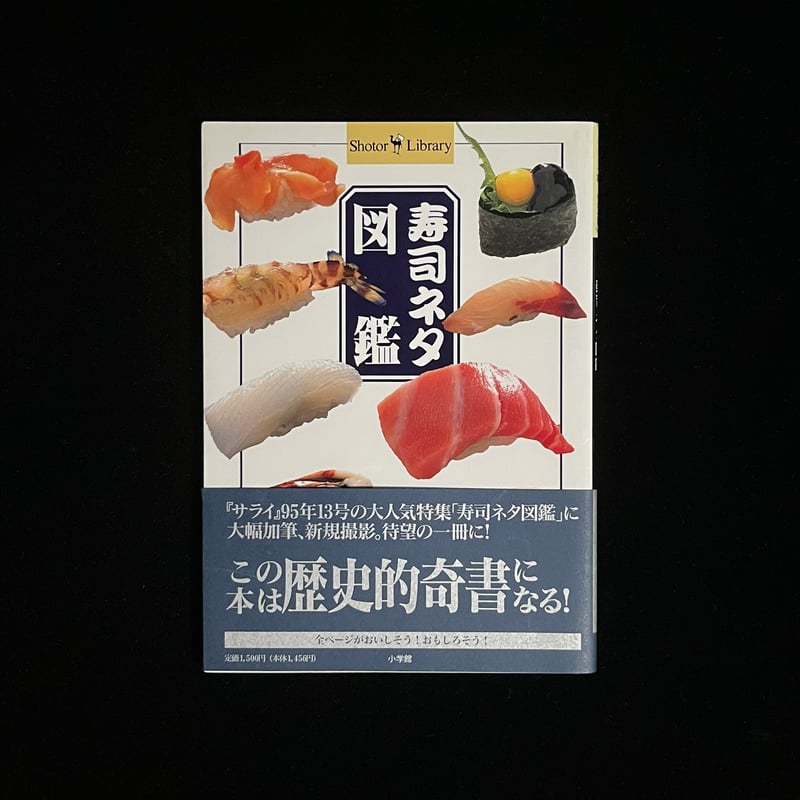 Shotor Library
寿司ネタ
図鑑
『サライ』95年13号の大人気特集「寿司ネタ図鑑」に
大幅加筆、新規撮影。待望の一冊に!
この本は歴史的奇書になる!
全ページがおいしそう!おもしろそう!
定価1,500円(本体1,456円)
小学館